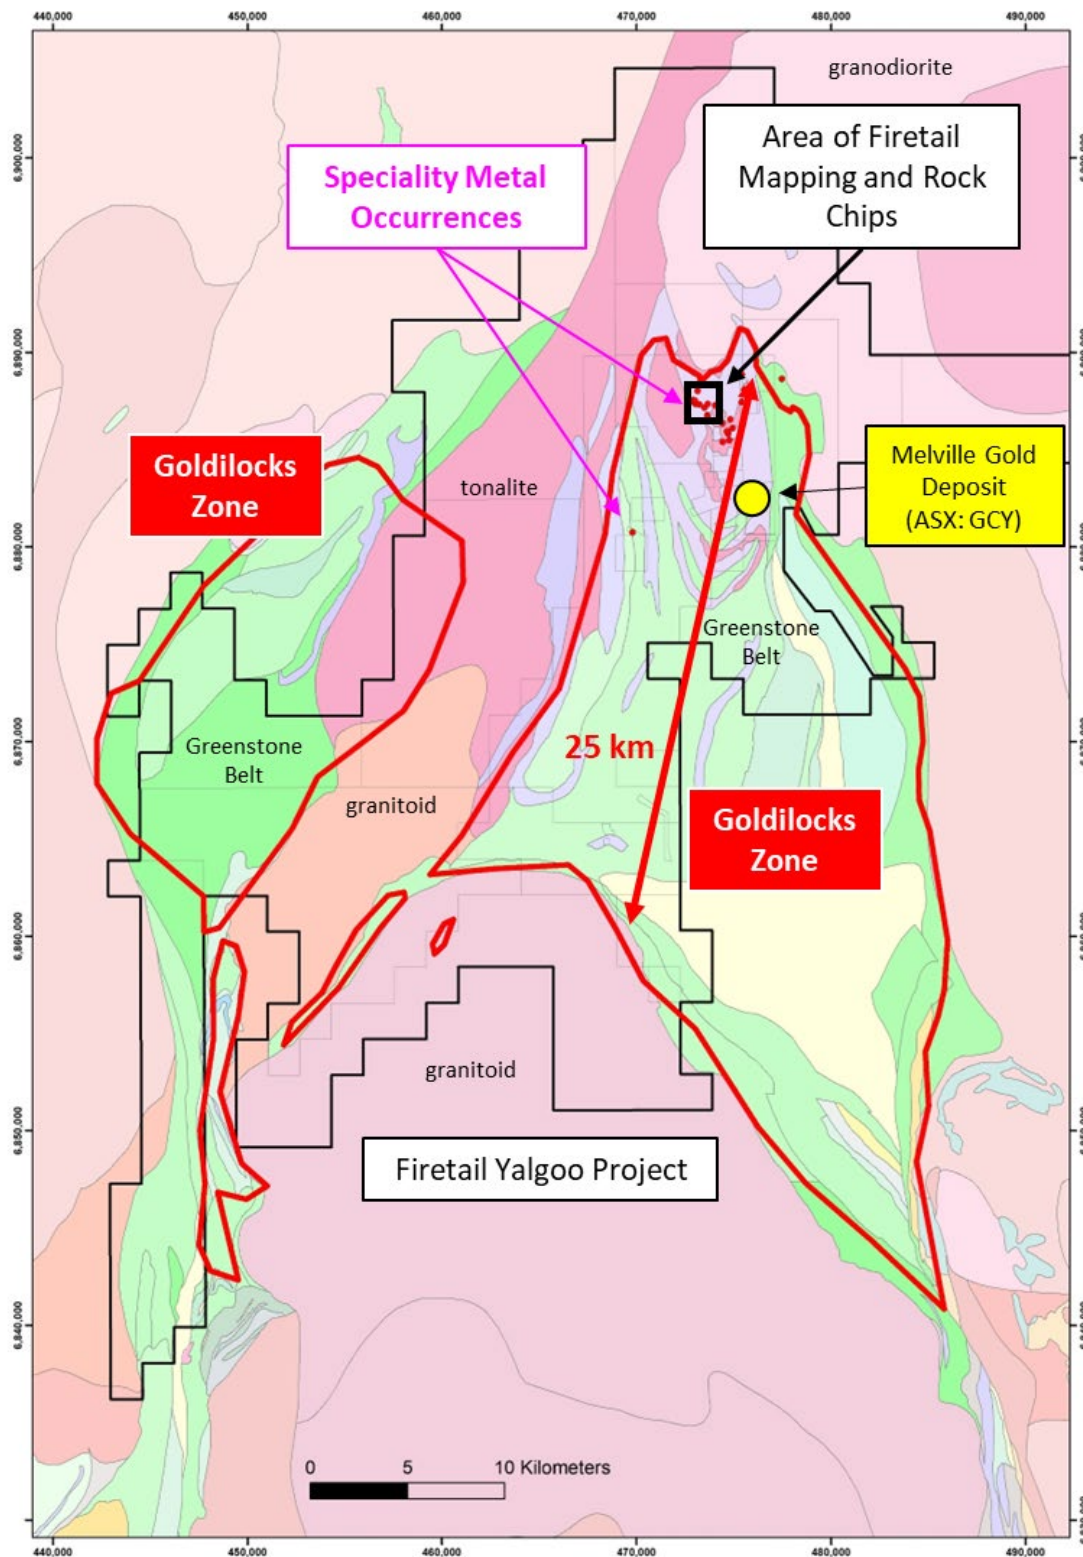 440,000 450,000 460,000 470,000 480,000 490,000
granodiorite
Area of Firetail
Mapping and Rock
Chips
Speciality Metal
Occurrences
6,900,000
6,890,000
Goldilocks
Zone
tonalite
Melville Gold
Deposit
(ASX: GCY)
6,880,000
Greenstone
Belt
25 km
6,870,000
Greenstone
Belt
granitoid
Goldilocks
Zone
6,860,000
granitoid
6,850,000
Firetail Yalgoo Project
6,840,000
0 5 10 Kilometers
440,000 450,000 460,000 470,000 480,000 490,000